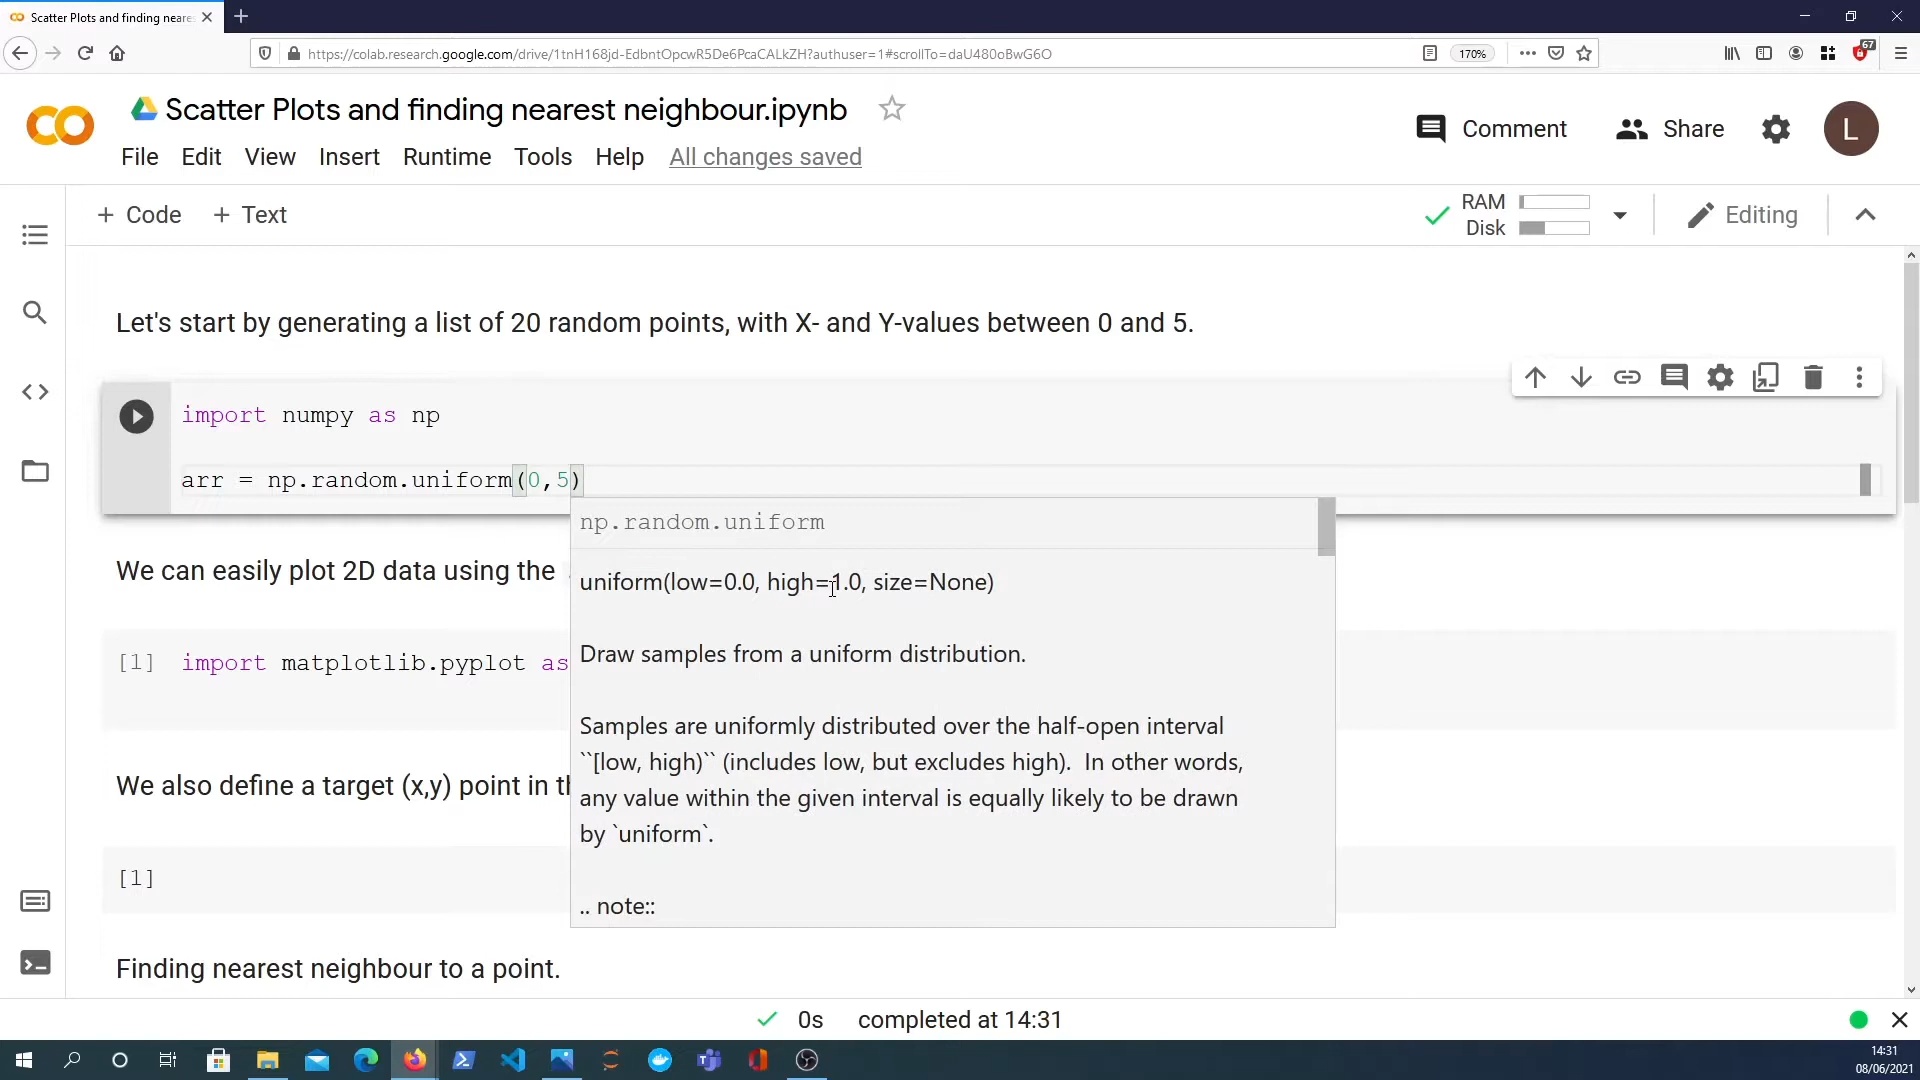 Scatter Plots and finding neare
https://colab.research.google.com/drive/1tnH168jd-EdbntOpcwR5De6PcaCALkZH?authuser=1#scrollTo=daU480oBwG6O
170%
67
Scatter Plots and finding nearest neighbour.ipynb
Comment
Share
L
File Edit View Insert Runtime Tools Help All changes saved
+ Code + Text
RAM
Disk
Editing
Let's start by generating a list of 20 random points, with X- and Y-values between 0 and 5.
import numpy as np
arr = np.random.uniform(0,5)
np.random.uniform
uniform(low=0.0, high=1.0, size=None)
Draw samples from a uniform distribution.
Samples are uniformly distributed over the half-open interval
``[low, high)`` (includes low, but excludes high). In other words,
any value within the given interval is equally likely to be drawn
by `uniform`.
.. note::
We can easily plot 2D data using the
[1] import matplotlib.pyplot as
We also define a target (x,y) point in th
[1]
Finding nearest neighbour to a point.
0s completed at 14:31
14:31
08/06/2021